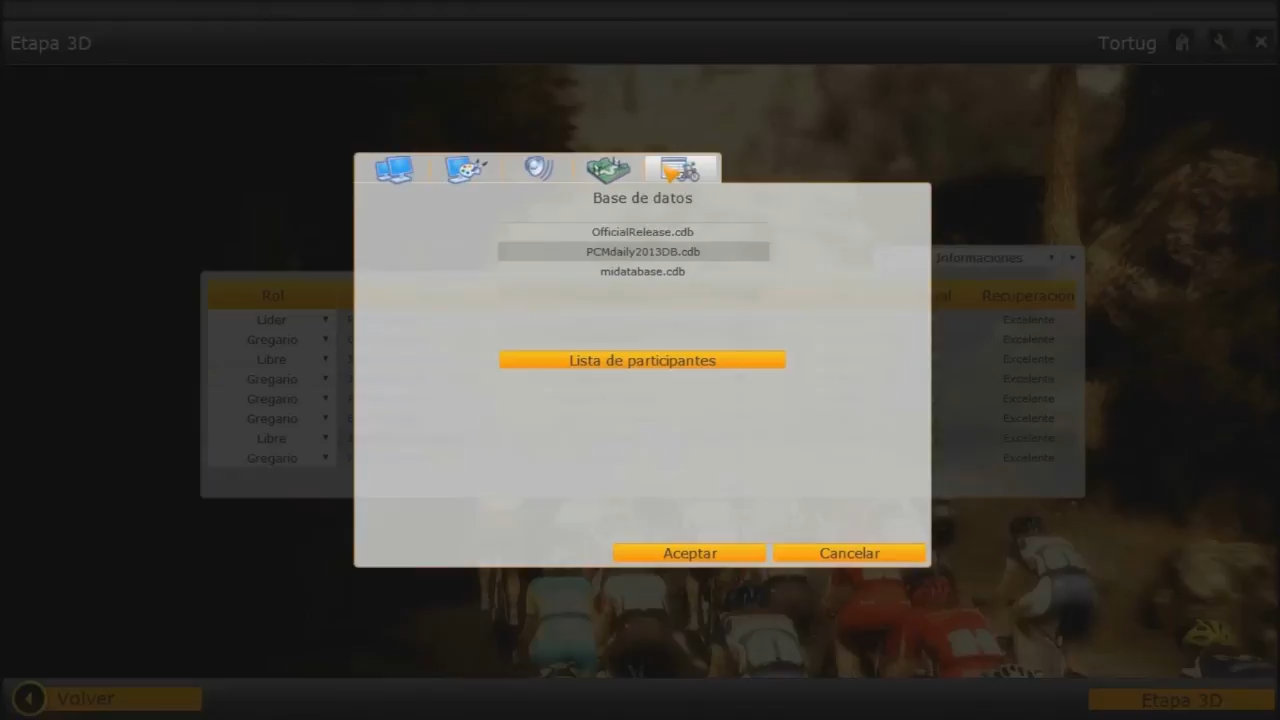 Etapa 3D
Tortug
Base de datos
OfficialRelease.cdb
PCMdaily2013DB.cdb
midatabase.cdb
Informaciones
Rol
Recuperación
Lider
Excelente
Gregario
Excelente
Libre
Excelente
Lista de participantes
Gregario
Excelente
Gregario
Excelente
Gregario
Excelente
Libre
Excelente
Gregario
Excelente
Aceptar
Cancelar
Volver
Etapa 3D